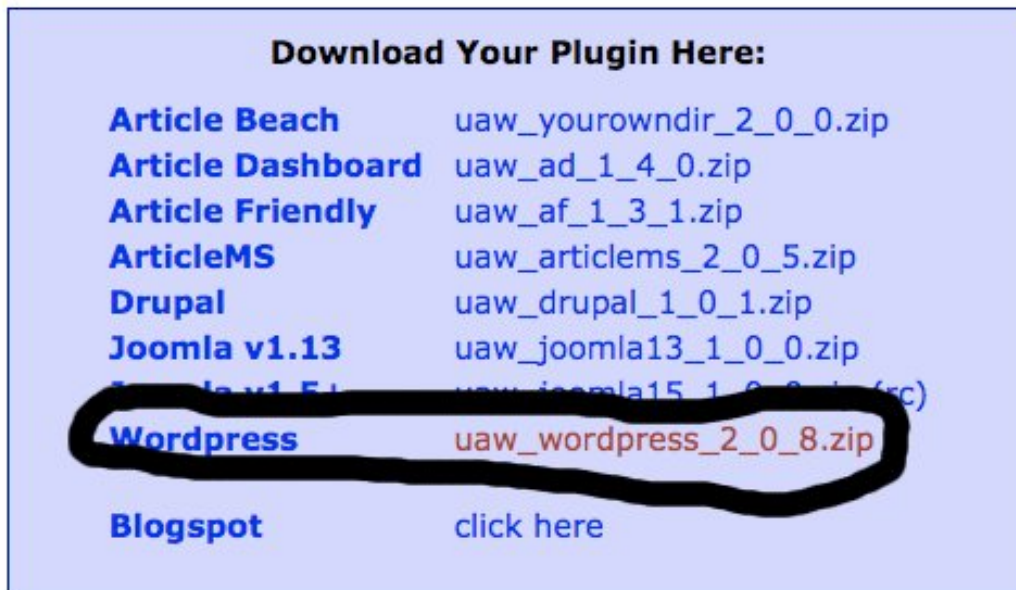 Download Your Plugin Here:
Article Beach uaw_yourowndir_2_0_0.zip
Article Dashboard uaw_ad_1_4_0.zip
Article Friendly uaw_af_1_3_1.zip
ArticleMS uaw_articlems_2_0_5.zip
Drupal uaw_drupal_1_0_1.zip
Joomla v1.13 uaw_joomla13_1_0_0.zip
Wordpress uaw_wordpress_2_0_8.zip
Blogspot click here